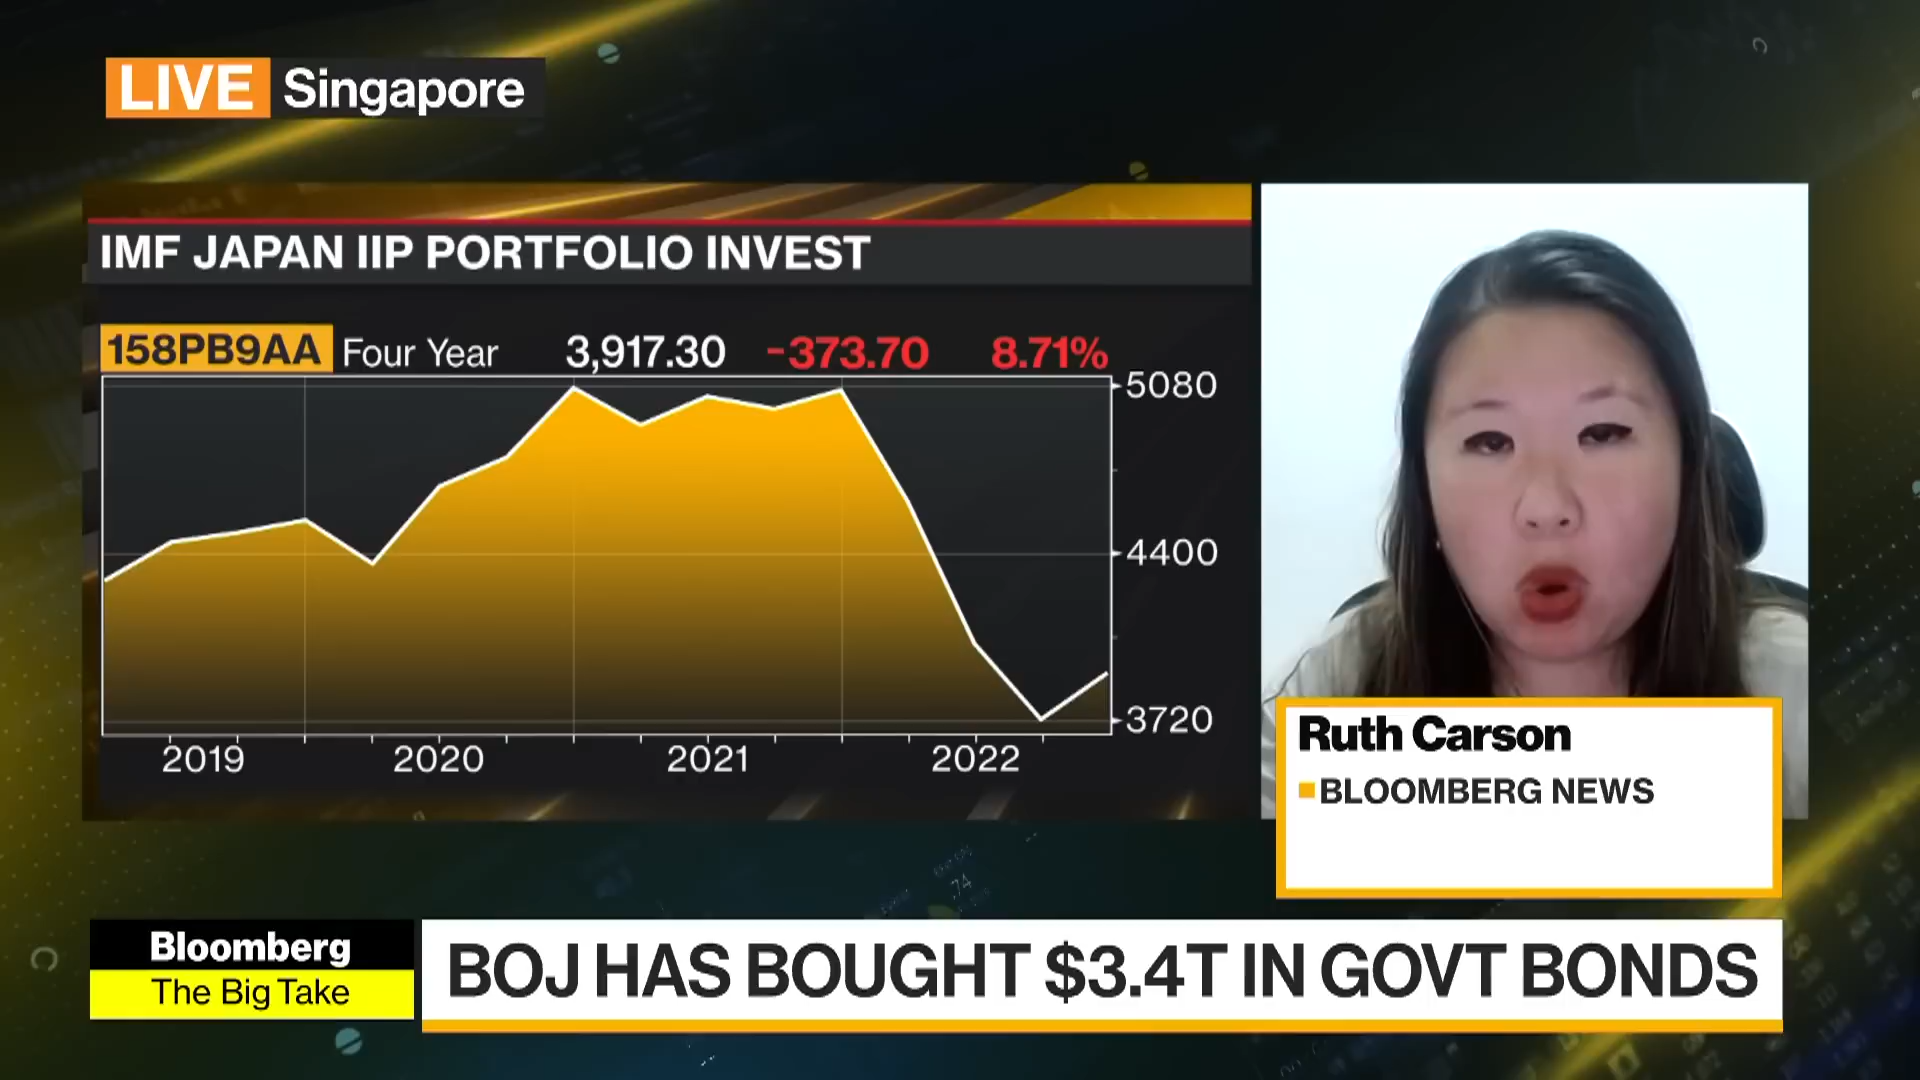 LIVE Singapore
IMF JAPAN IIP PORTFOLIO INVEST
158PB9AA Four Year 3,917.30 -373.70 8.71%
5080
4400
3720
2019 2020 2021 2022
Ruth Carson
BLOOMBERG NEWS
74
Bloomberg
The Big Take
BOJ HAS BOUGHT $3.4T IN GOVT BONDS